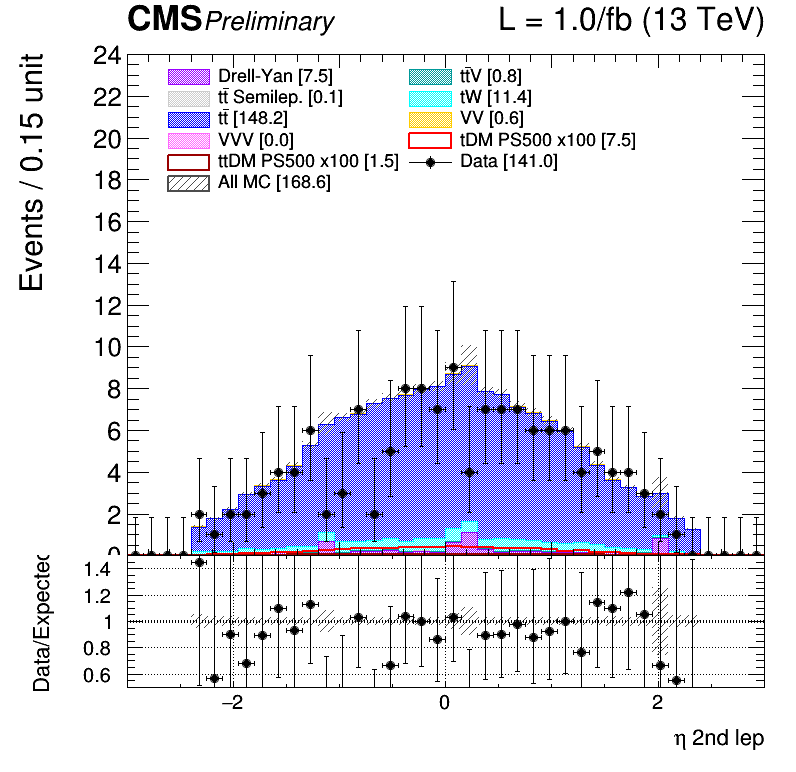 CMS Preliminary L = 1.0/fb (13 TeV)
Events / 0.15 unit
24
22
20
18
16
14
12
10
8
6
4
2
0
Drell-Yan [7.5]
tt̄V [0.8]
tt̄ Semilep. [0.1]
tW [11.4]
tt̄ [148.2]
VV [0.6]
VVV [0.0]
tDM PS500 x100 [7.5]
ttDM PS500 x100 [1.5]
Data [141.0]
All MC [168.6]
Data/Expected
1.4
1.2
1
0.8
0.6
−2 0 2
η 2nd lep